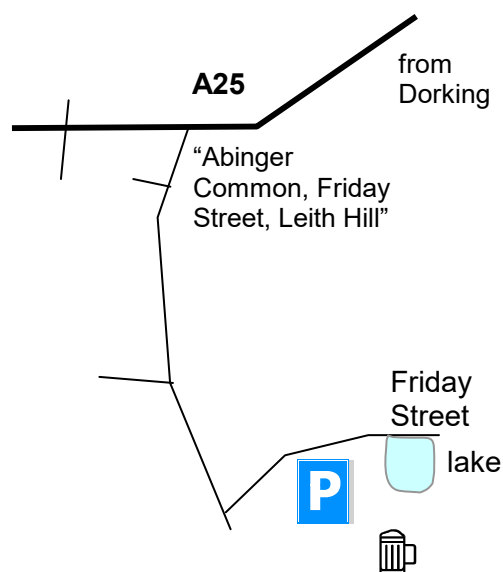 A25
from
Dorking
“Abinger
Common, Friday
Street, Leith Hill”
Friday
Street
lake
P